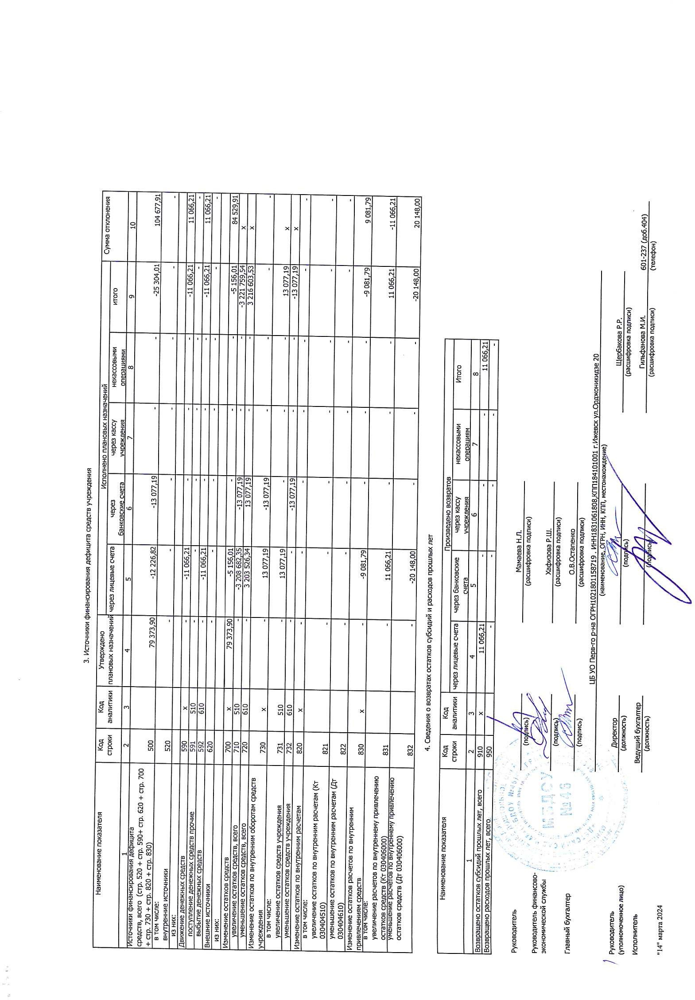 3. Источники финансирования дефицита средств учреждения
Наименование показателя Код строки Код аналитики Утверждено плановых назначений Исполнено плановых назначений Сумма отклонения
через лицевые счета через банковские счета через кассу учреждения некассовыми операциями итого
1 2 3 4 5 6 7 8 9 10
Источники финансирования дефицита
средств, всего (стр. 520 + стр. 590+ стр. 620 + стр. 700
+ стр. 730 + стр. 820 + стр. 830) 500 79 373,90 -12 226,82 -13 077,19 - - -25 304,01 104 677,91
в том числе:
внутренние источники 520 - - - - - - -
из них:
Движение денежных средств 590 x - -11 066,21 - - - -11 066,21 11 066,21
поступление денежных средств прочие 591 510 - - - - - - -
выбытие денежных средств 592 610 - -11 066,21 - - - -11 066,21 11 066,21
Внешние источники 620 - - - - - - -
из них:
Изменение остатков средств 700 x 79 373,90 -5 156,01 - - - -5 156,01 84 529,91
увеличение остатков средств, всего 710 510 - -3 208 682,35 -13 077,19 - - -3 221 759,54 x
уменьшение остатков средств, всего 720 610 - 3 203 526,34 13 077,19 - - 3 216 603,53 x
Изменение остатков по внутренним оборотам средств
учреждения 730 x - 13 077,19 -13 077,19 - - - -
в том числе:
увеличение остатков средств учреждения 731 510 - 13 077,19 - - - 13 077,19 x
уменьшение остатков средств учреждения 732 610 - - -13 077,19 - - -13 077,19 x
Изменение остатков по внутренним расчетам 820 x - - - - - - -
в том числе:
увеличение остатков по внутренним расчетам (Кт
030404510) 821 - - - - - - -
уменьшение остатков по внутренним расчетам (Дт
030404610) 822 - - - - - - -
Изменение остатков расчетов по внутренним
привлечениям средств 830 x - -9 081,79 - - - -9 081,79 9 081,79
в том числе:
увеличение расчетов по внутреннему привлечению
остатков средств (Кт 030406000) 831 - 11 066,21 - - - 11 066,21 -11 066,21
уменьшение расчетов по внутреннему привлечению
остатков средств (Дт 030406000) 832 - -20 148,00 - - - -20 148,00 20 148,00
4. Сведения о возвратах остатков субсидий и расходов прошлых лет
Наименование показателя Код строки Код аналитики Произведено возвратов
через лицевые счета через банковские счета через кассу учреждения некассовыми операциям Итого
1 2 3 4 5 6 7 8
Возвращено остатков субсидий прошлых лет, всего 910 x 11 066,21 - - - 11 066,21
Возвращено расходов прошлых лет, всего 950 - - - - -
Руководитель Мамаева Н.Л.
(подпись) (расшифровка подписи)
Руководитель финансово-
экономической службы Хафизова Р.Ш.
(подпись) (расшифровка подписи)
Главный бухгалтер О.В.Остапенко
(подпись) (расшифровка подписи)
МБДОУ
№46
ЦБ УО Перв-го р-на ОГРН1021801158719 . ИНН1831061808,КПП184101001 г.Ижевск ул.Орджоникидзе 20
(наименование, ОГРН, ИНН, КПП, местонахождение)
Руководитель
(уполномоченное лицо) Директор Щербакова Р.Р.
(должность) (подпись) (расшифровка подписи)
Исполнитель Ведущий бухгалтер Гильфанова М.И. 601-237 (доб.404)
(должность) (подпись) (расшифровка подписи) (телефон)
"14" марта 2024